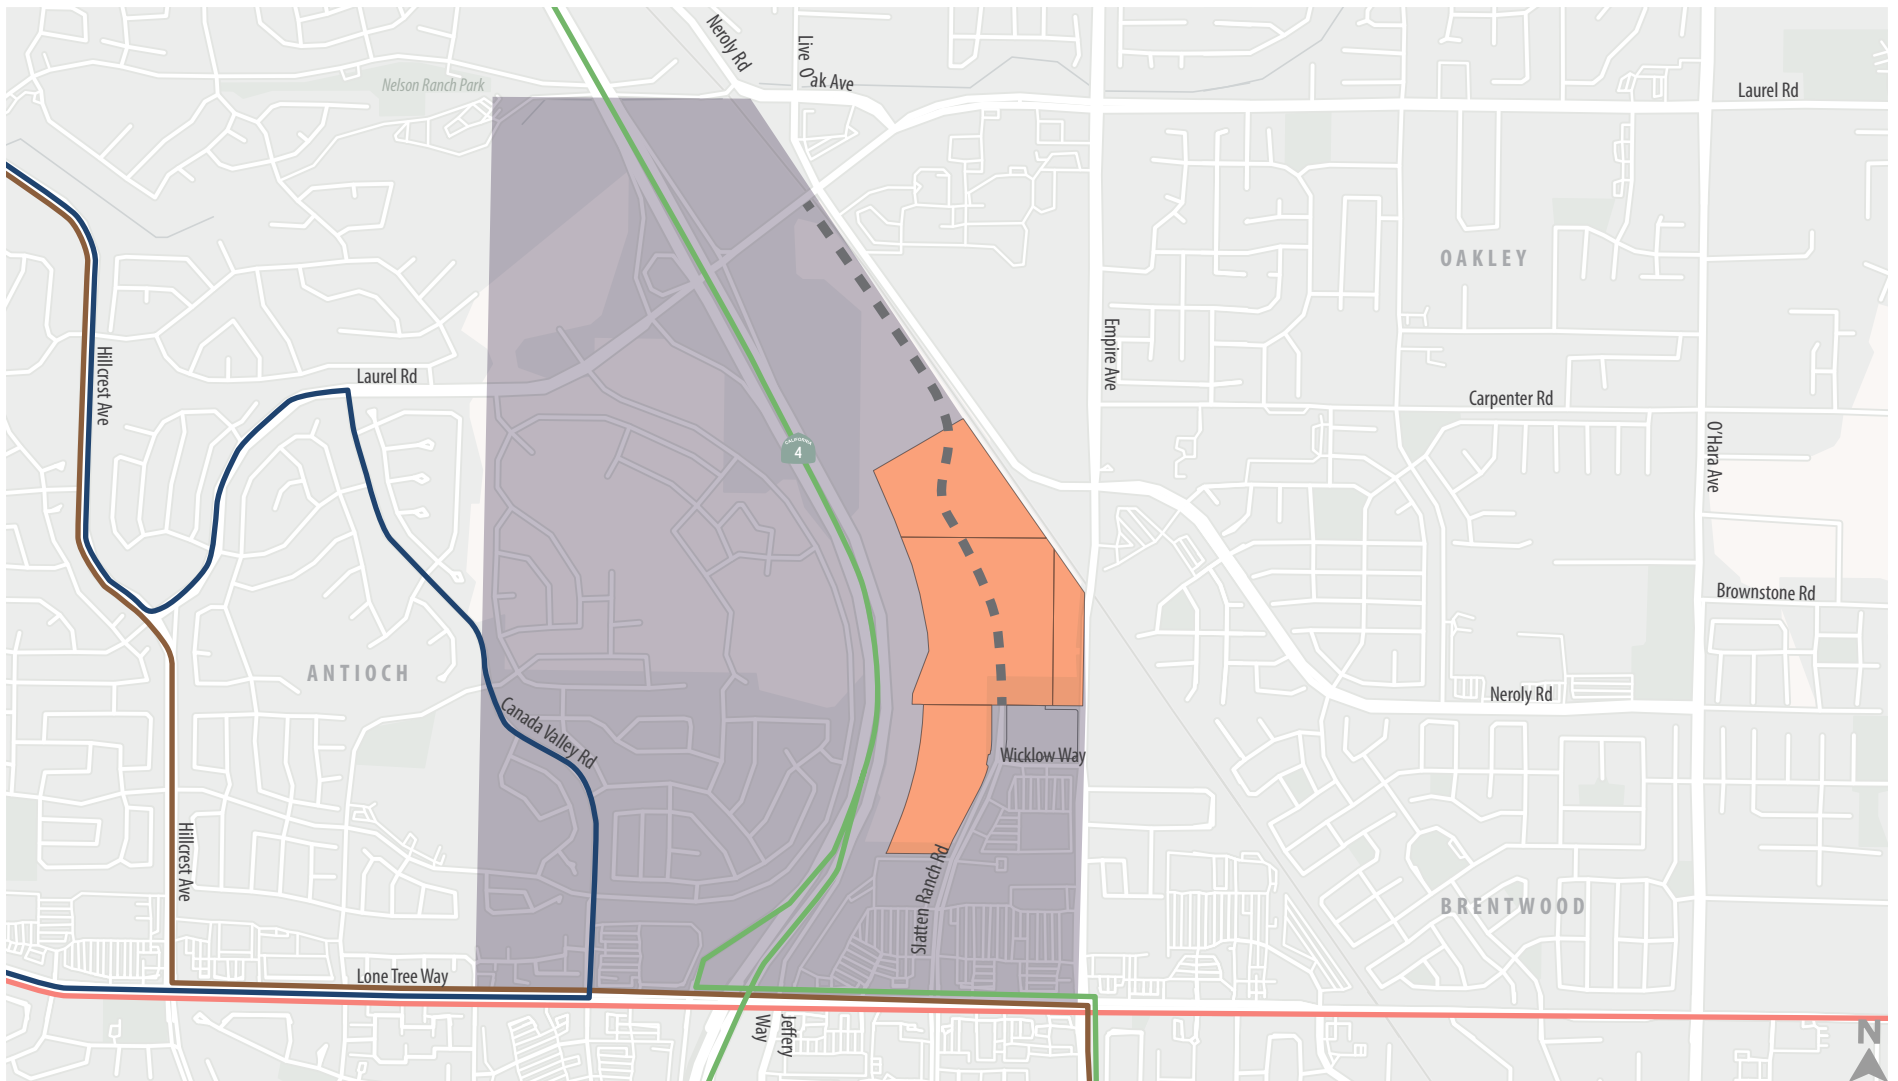 Neroly Rd
Live Oak Ave
Nelson Ranch Park
Laurel Rd
OAKLEY
Hillcrest Ave
Laurel Rd
Empire Ave
Carpenter Rd
O'Hara Ave
CALIFORNIA
4
Brownstone Rd
ANTIOCH
Neroly Rd
Canada Valley Rd
Wicklow Way
Hillcrest Ave
Slatten Ranch Rd
BRENTWOOD
Lone Tree Way
Jeffery
Way
N